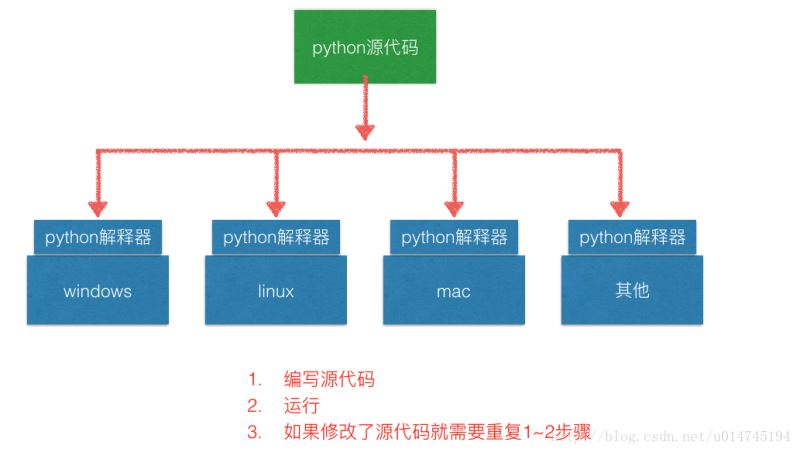 python源代码
python解释器 python解释器 python解释器 python解释器
windows linux mac 其他
1. 编写源代码
2. 运行
3. 如果修改了源代码就需要重复1~2步骤
http://blog.csdn.net/u014745194